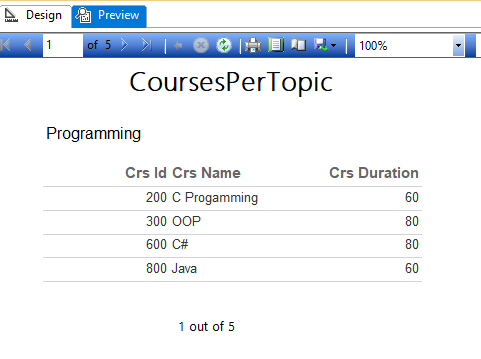 Design Preview
1 of 5 100%
CoursesPerTopic
Programming
Crs Id Crs Name Crs Duration
200 C Progamming 60
300 OOP 80
600 C# 80
800 Java 60
1 out of 5